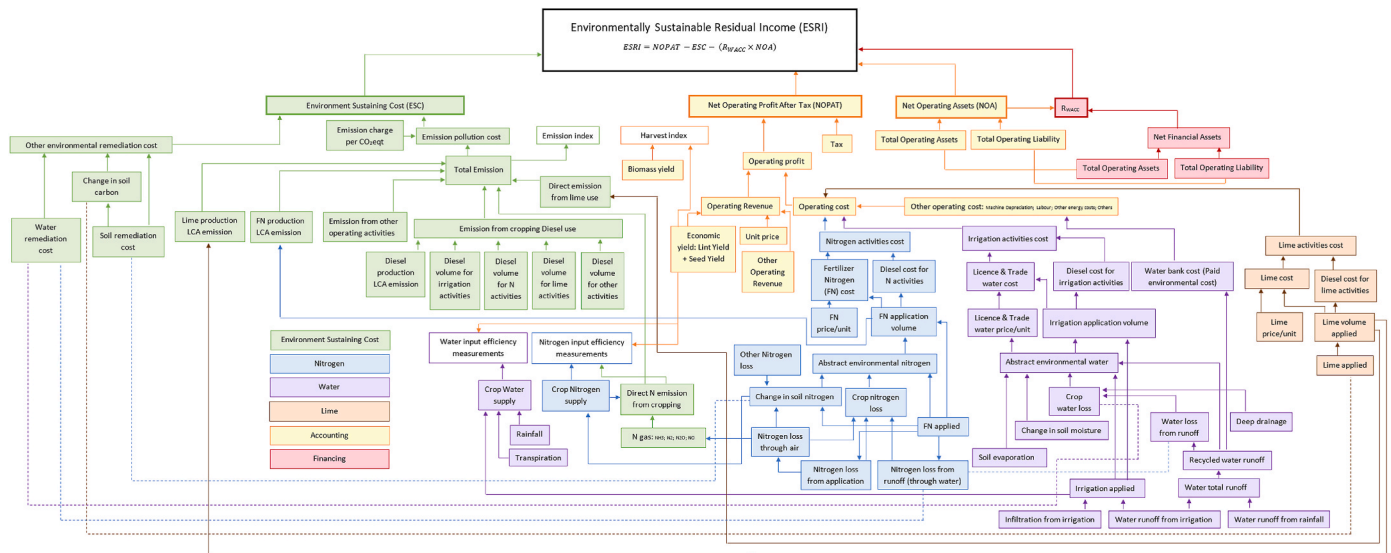 Environmentally Sustainable Residual Income (ESRI)
ESRI = NOPAT − ESC − (R_WACC × NOA)
Environment Sustaining Cost (ESC)
Net Operating Profit After Tax (NOPAT)
Net Operating Assets (NOA)
R_WACC
Emission charge
per CO₂eqt
Emission pollution cost
Emission index
Harvest index
Total Operating
Assets
Total Operating
Liability
Tax
Net Financial
Assets
Other environmental remediation cost
Biomass yield
Operating profit
Total Operating
Assets
Total Operating
Liability
Change in soil
carbon
Total Emission
Direct emission
from lime use
Water
remediation
cost
Soil remediation
cost
Lime production
LCA emission
FN production
LCA emission
Emission from other
operating activities
Operating Revenue
Operating cost
Other operating cost: Machine Depreciation; Labour; Other energy costs; Others
Emission from cropping Diesel use
Economic
yield: Lint Yield
+ Seed Yield
Unit price
Other
Operating
Revenue
Nitrogen activities cost
Irrigation activities cost
Lime activities cost
Diesel
production
LCA emission
Diesel
volume for
irrigation
activities
Diesel
volume
for N
activities
Diesel
volume for
lime
activities
Diesel
volume
for other
activities
Fertilizer
Nitrogen
(FN) cost
Diesel cost for
N activities
Licence & Trade
water cost
Diesel cost for
irrigation activities
Water bank cost (Paid
environmental cost)
Lime cost
Diesel cost for
lime activities
FN
price/unit
FN application
volume
Licence & Trade
water price/unit
Irrigation application volume
Lime
price/unit
Lime volume
applied
Environment Sustaining Cost
Nitrogen
Water
Lime
Accounting
Financing
Water input efficiency
measurements
Nitrogen input efficiency
measurements
Other Nitrogen
loss
Abstract environmental nitrogen
Abstract environmental water
Lime applied
Crop Water
supply
Crop Nitrogen
supply
Direct N emission
from cropping
Change in soil nitrogen
Crop nitrogen
loss
Crop
water loss
Rainfall
Transpiration
N gas: NH3; N2; N2O; NO
Nitrogen loss
through air
FN applied
Change in soil moisture
Water loss
from runoff
Deep drainage
Soil evaporation
Recycled water runoff
Nitrogen loss
from application
Nitrogen loss from
runoff (through water)
Irrigation applied
Water total runoff
Infiltration from irrigation
Water runoff from irrigation
Water runoff from rainfall